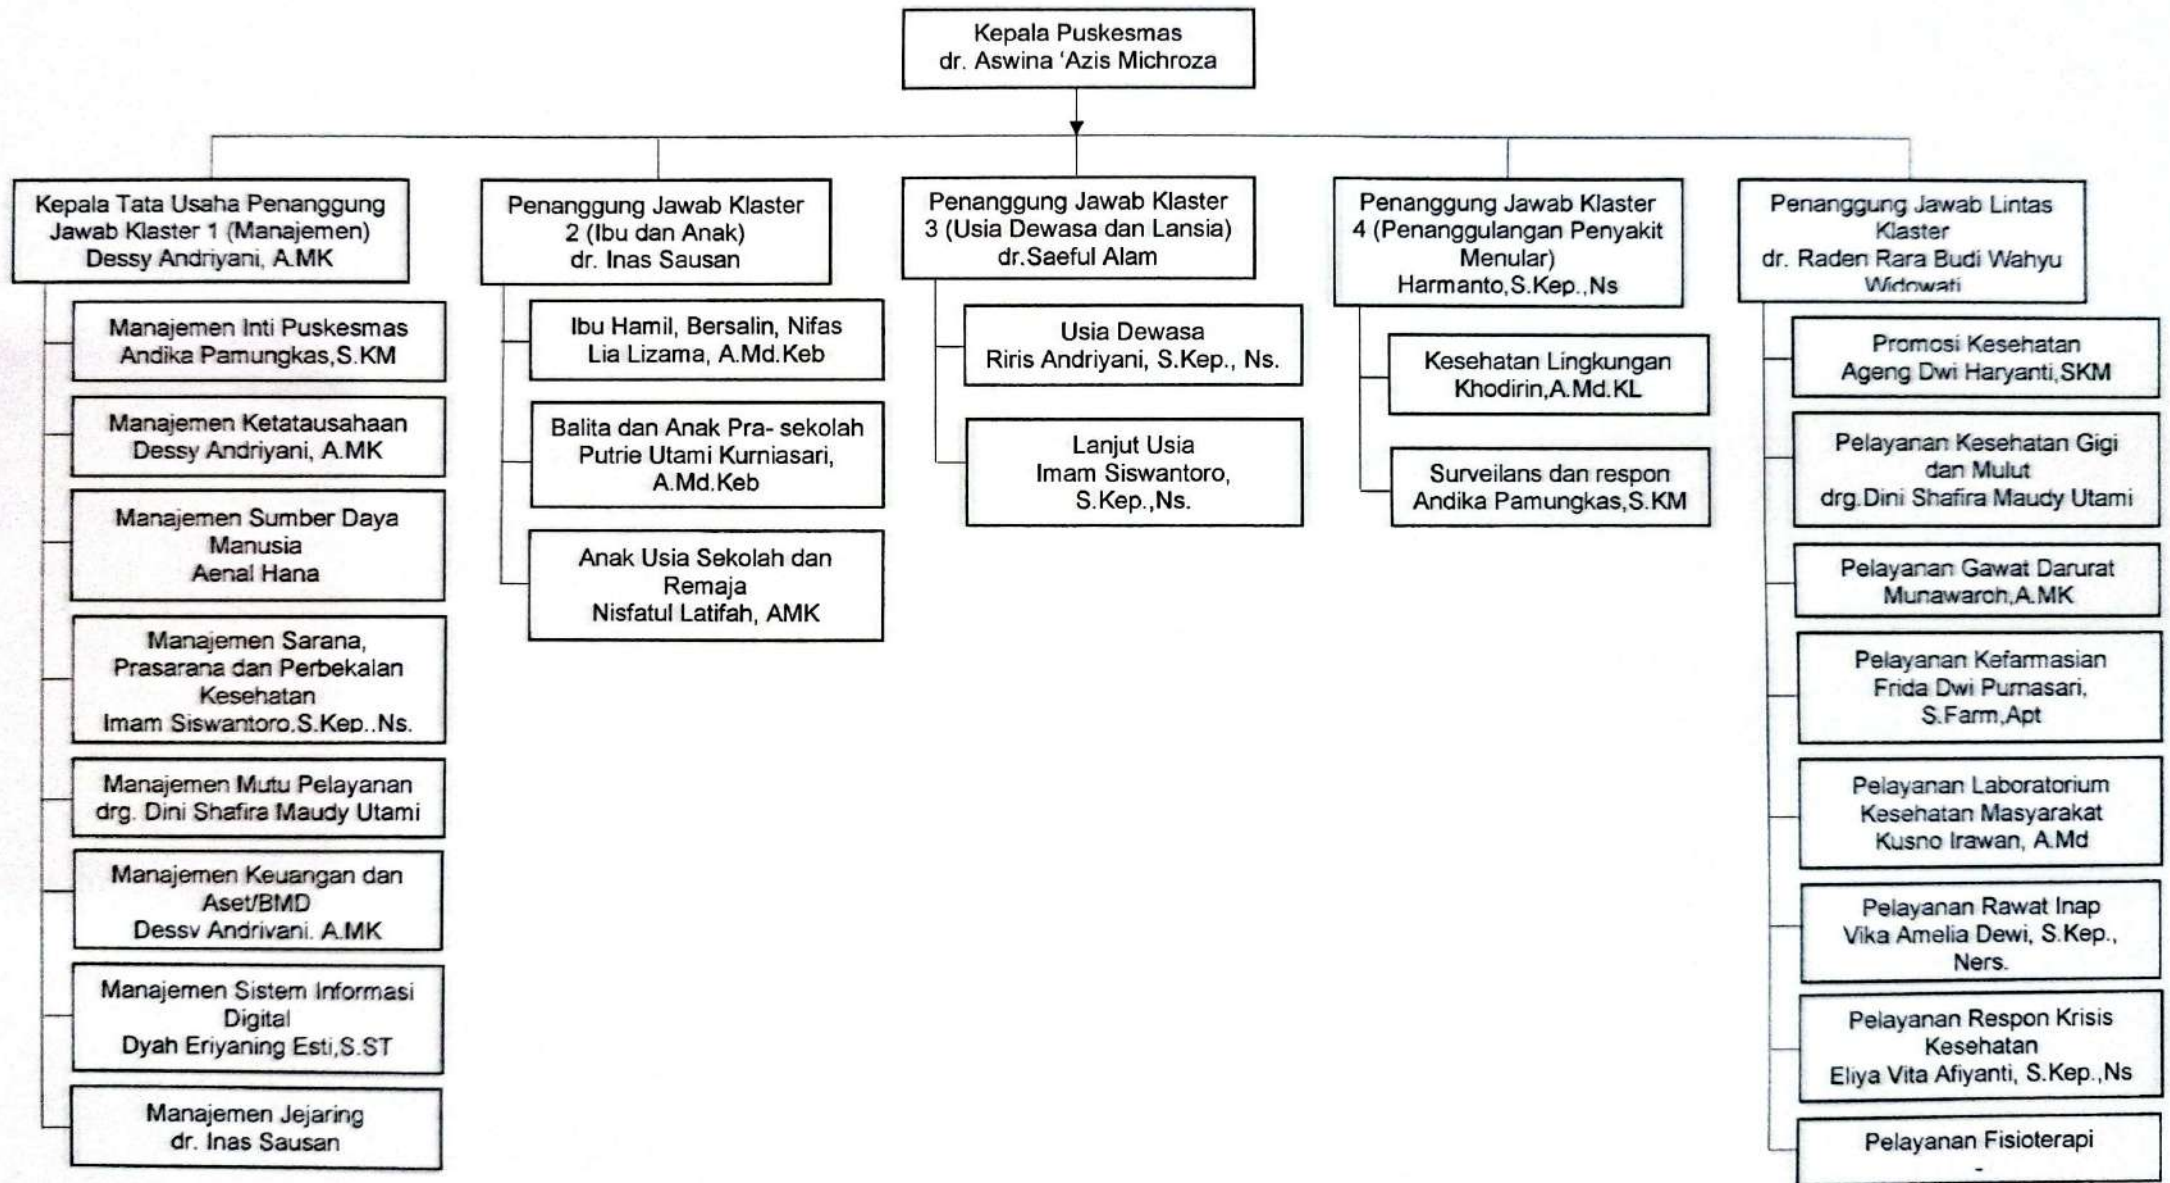 Kepala Puskesmas
dr. Aswina 'Azis Michroza
Kepala Tata Usaha Penanggung
Jawab Klaster 1 (Manajemen)
Dessy Andriyani, A.MK
Manajemen Inti Puskesmas
Andika Pamungkas,S.KM
Manajemen Ketatausahaan
Dessy Andriyani, A.MK
Manajemen Sumber Daya
Manusia
Aenal Hana
Manajemen Sarana,
Prasarana dan Perbekalan
Kesehatan
Imam Siswantoro,S.Kep.,Ns.
Manajemen Mutu Pelayanan
drg. Dini Shafira Maudy Utami
Manajemen Keuangan dan
Aset/BMD
Dessy Andriyani, A.MK
Manajemen Sistem Informasi
Digital
Dyah Eriyaning Esti,S.ST
Manajemen Jejaring
dr. Inas Sausan
Penanggung Jawab Klaster
2 (Ibu dan Anak)
dr. Inas Sausan
Ibu Hamil, Bersalin, Nifas
Lia Lizama, A.Md.Keb
Balita dan Anak Pra- sekolah
Putrie Utami Kurniasari,
A.Md.Keb
Anak Usia Sekolah dan
Remaja
Nisfatul Latifah, AMK
Penanggung Jawab Klaster
3 (Usia Dewasa dan Lansia)
dr.Saeful Alam
Usia Dewasa
Riris Andriyani, S.Kep., Ns.
Lanjut Usia
Imam Siswantoro,
S.Kep.,Ns.
Penanggung Jawab Klaster
4 (Penanggulangan Penyakit
Menular)
Harmanto,S.Kep.,Ns
Kesehatan Lingkungan
Khodirin,A.Md.KL
Surveilans dan respon
Andika Pamungkas,S.KM
Penanggung Jawab Lintas
Klaster
dr. Raden Rara Budi Wahyu
Widowati
Promosi Kesehatan
Ageng Dwi Haryanti,SKM
Pelayanan Kesehatan Gigi
dan Mulut
drg.Dini Shafira Maudy Utami
Pelayanan Gawat Darurat
Munawaroh,A.MK
Pelayanan Kefarmasian
Frida Dwi Purnasari,
S.Farm,Apt
Pelayanan Laboratorium
Kesehatan Masyarakat
Kusno Irawan, A.Md
Pelayanan Rawat Inap
Vika Amelia Dewi, S.Kep.,
Ners.
Pelayanan Respon Krisis
Kesehatan
Eliya Vita Afiyanti, S.Kep.,Ns
Pelayanan Fisioterapi
-